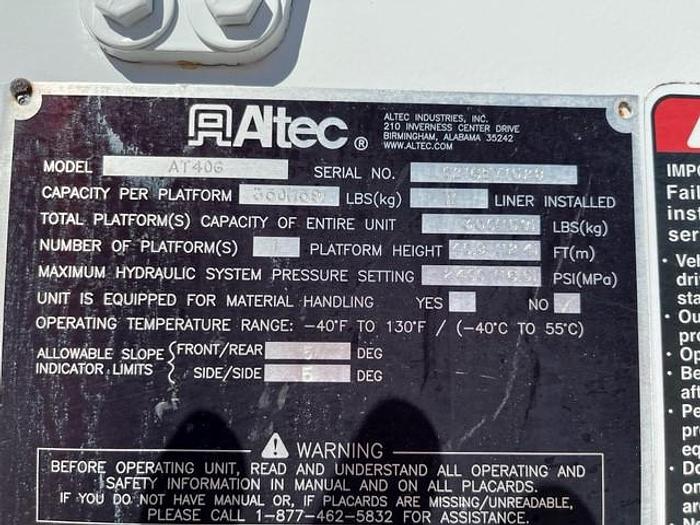 Altec®
ALTEC INDUSTRIES, INC.
210 INVERNESS CENTER DRIVE
BIRMINGHAM, ALABAMA 35242
WWW.ALTEC.COM
MODEL AT40G SERIAL NO.
CAPACITY PER PLATFORM LBS(kg) LINER INSTALLED
TOTAL PLATFORM(S) CAPACITY OF ENTIRE UNIT LBS(kg)
NUMBER OF PLATFORM(S) 1 PLATFORM HEIGHT FT(m)
MAXIMUM HYDRAULIC SYSTEM PRESSURE SETTING PSI(MPa)
UNIT IS EQUIPPED FOR MATERIAL HANDLING YES NO
OPERATING TEMPERATURE RANGE: -40°F TO 130°F / (-40°C TO 55°C)
ALLOWABLE SLOPE
INDICATOR LIMITS
FRONT/REAR 5 DEG
SIDE/SIDE 5 DEG
WARNING
BEFORE OPERATING UNIT, READ AND UNDERSTAND ALL OPERATING AND
SAFETY INFORMATION IN MANUAL AND ON ALL PLACARDS.
IF YOU DO NOT HAVE MANUAL OR, IF PLACARDS ARE MISSING/UNREADABLE,
PLEASE CALL 1-877-462-5832 FOR ASSISTANCE.